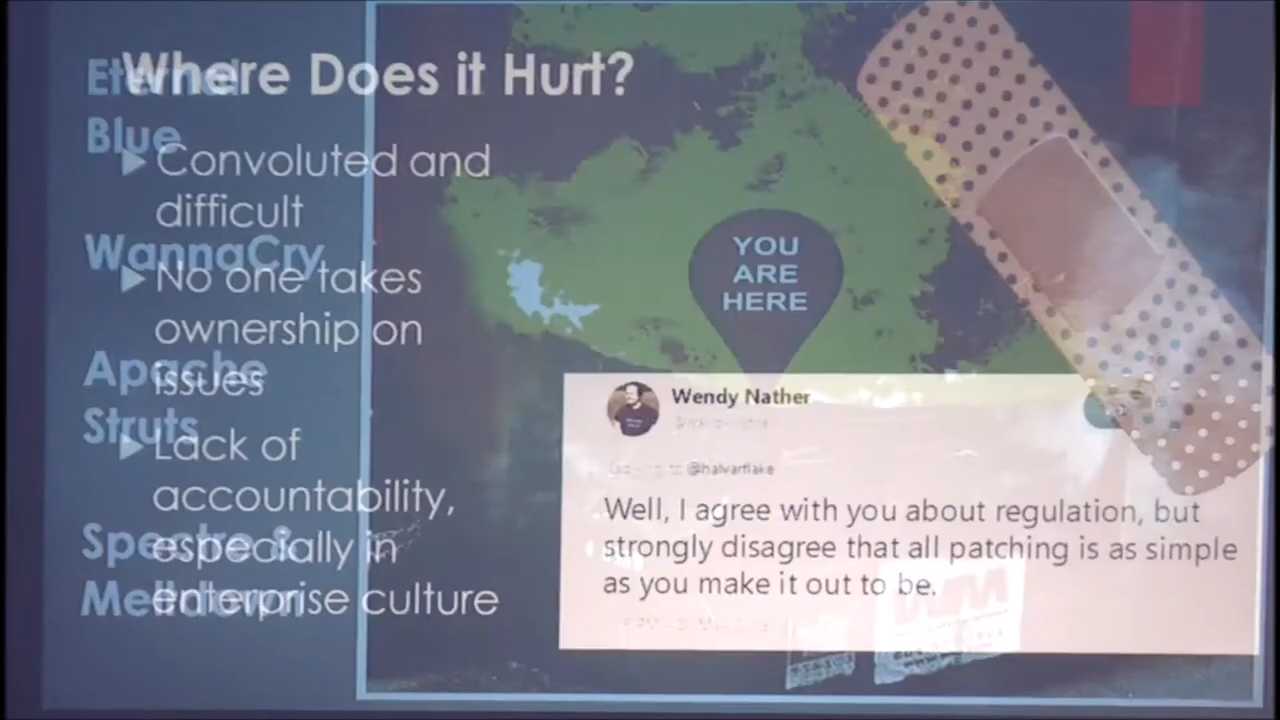 Where Does it Hurt?
Convoluted and
difficult
No one takes
ownership on
issues
Lack of
accountability,
especially in
enterprise culture
Eternal
Blue
WannaCry
Apache
Struts
Spectre &
Meltdown
YOU
ARE
HERE
Wendy Nather
@halvarflake
Well, I agree with you about regulation, but
strongly disagree that all patching is as simple
as you make it out to be.